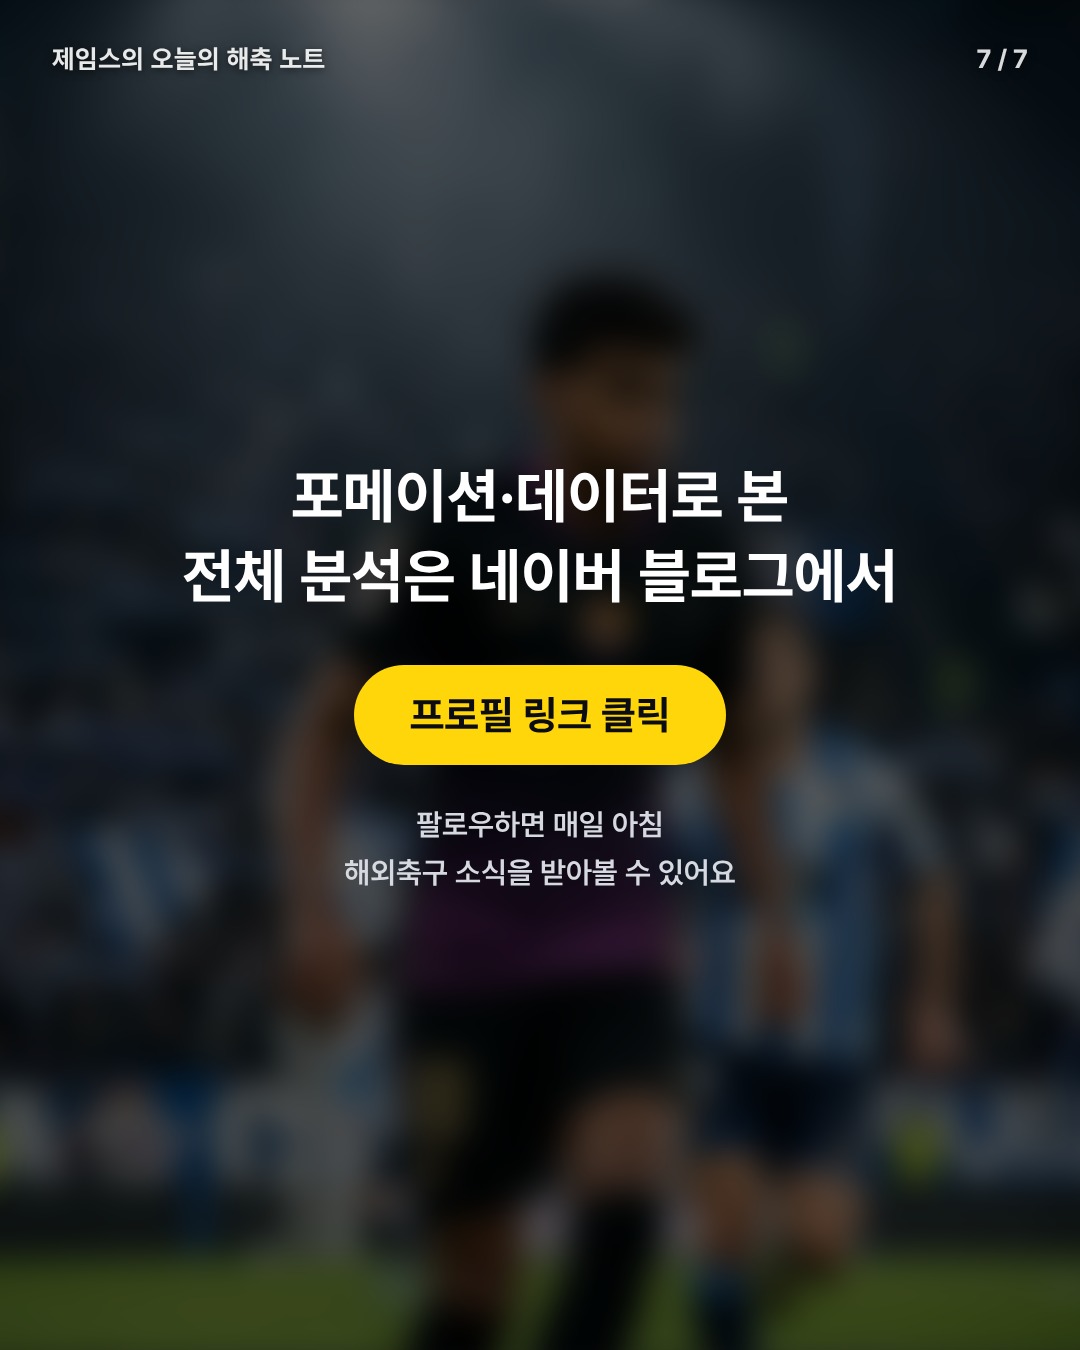 제임스의 오늘의 해축 노트
7 / 7
포메이션·데이터로 본
전체 분석은 네이버 블로그에서
프로필 링크 클릭
팔로우하면 매일 아침
해외축구 소식을 받아볼 수 있어요